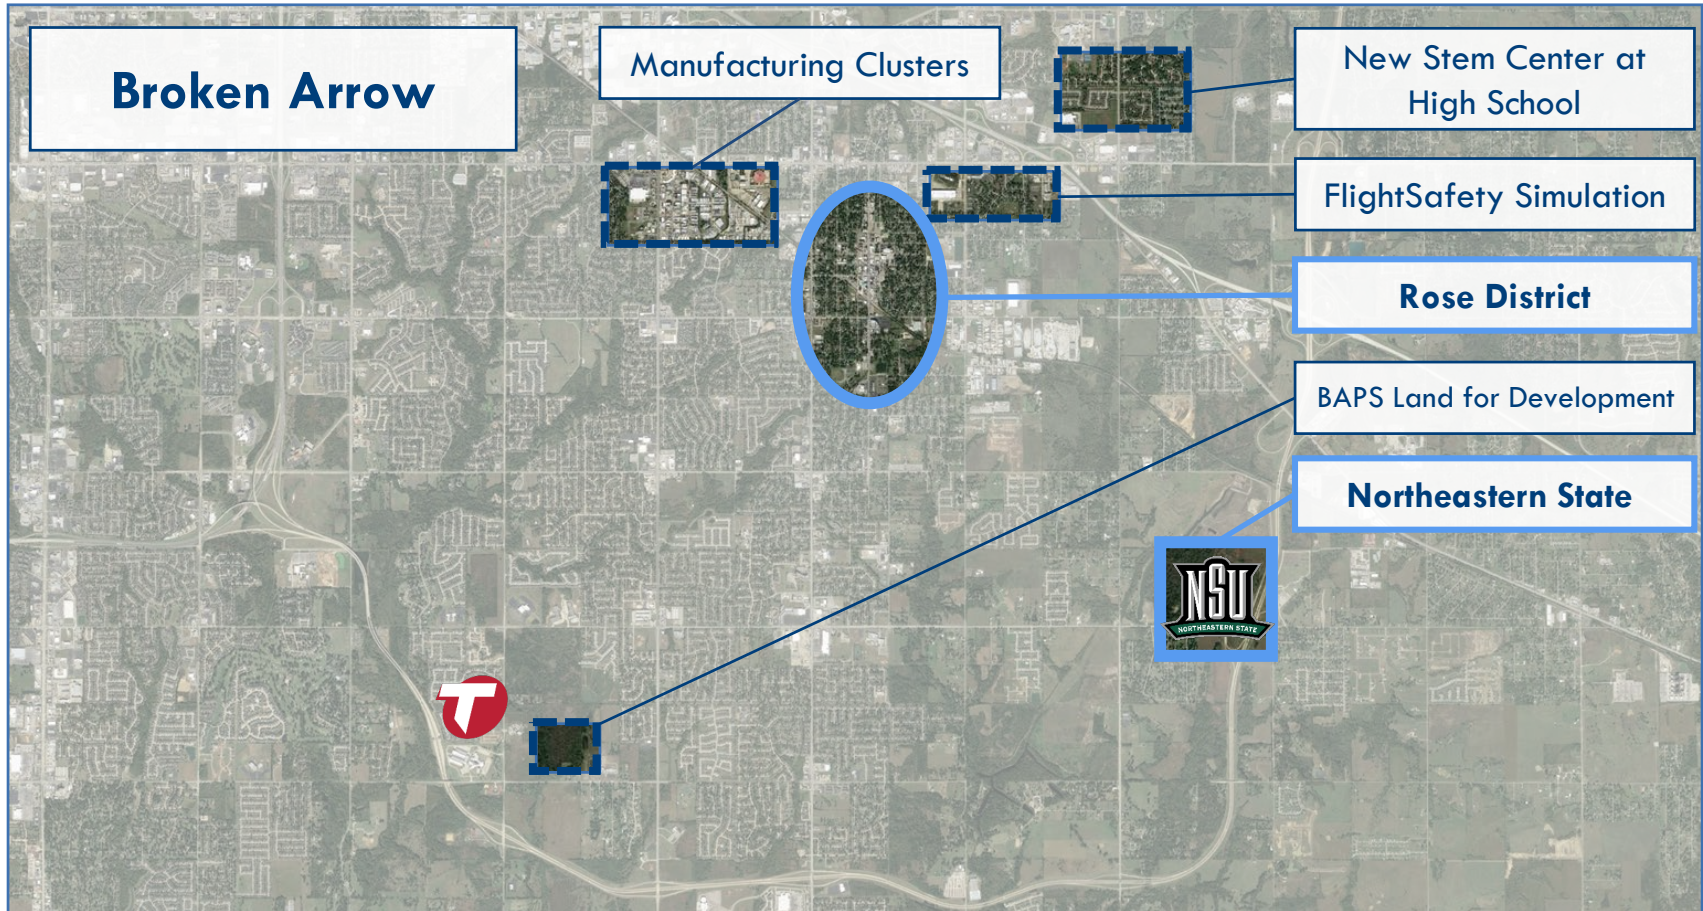 Broken Arrow
Manufacturing Clusters
New Stem Center at
High School
FlightSafety Simulation
Rose District
BAPS Land for Development
Northeastern State
NSU
NORTHEASTERN STATE
T